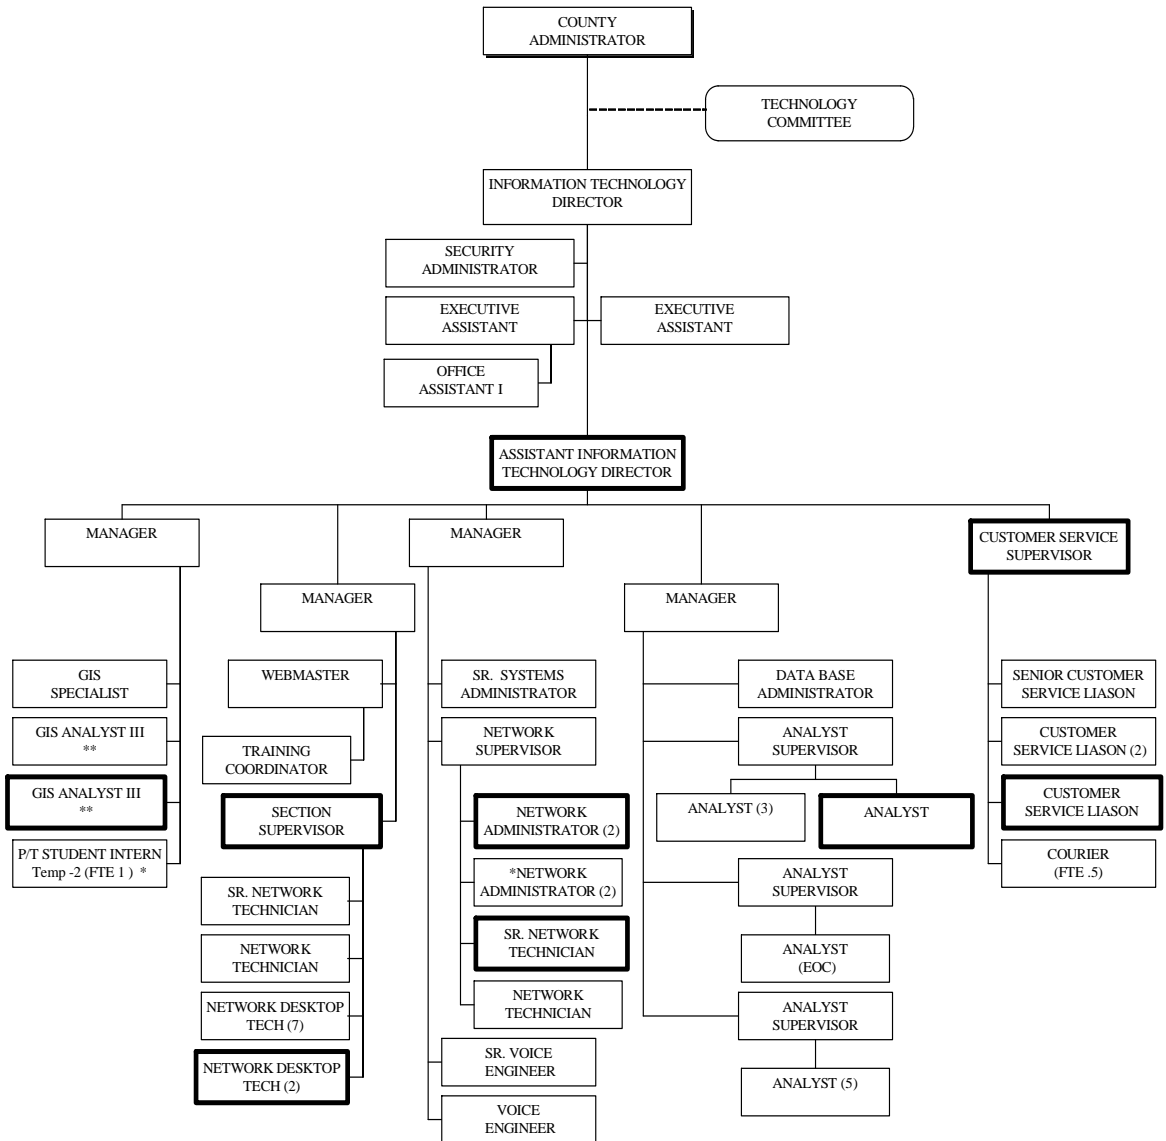 COUNTY
ADMINISTRATOR
TECHNOLOGY
COMMITTEE
INFORMATION TECHNOLOGY
DIRECTOR
SECURITY
ADMINISTRATOR
EXECUTIVE
ASSISTANT
EXECUTIVE
ASSISTANT
OFFICE
ASSISTANT I
ASSISTANT INFORMATION
TECHNOLOGY DIRECTOR
MANAGER
GIS
SPECIALIST
GIS ANALYST III
**
GIS ANALYST III
**
P/T STUDENT INTERN
Temp -2 (FTE 1 ) *
MANAGER
WEBMASTER
TRAINING
COORDINATOR
SECTION
SUPERVISOR
SR. NETWORK
TECHNICIAN
NETWORK
TECHNICIAN
NETWORK DESKTOP
TECH (7)
NETWORK DESKTOP
TECH (2)
MANAGER
SR. SYSTEMS
ADMINISTRATOR
NETWORK
SUPERVISOR
NETWORK
ADMINISTRATOR (2)
*NETWORK
ADMINISTRATOR (2)
SR. NETWORK
TECHNICIAN
NETWORK
TECHNICIAN
SR. VOICE
ENGINEER
VOICE
ENGINEER
MANAGER
DATA BASE
ADMINISTRATOR
ANALYST
SUPERVISOR
ANALYST (3)
ANALYST
ANALYST
SUPERVISOR
ANALYST
(EOC)
ANALYST
SUPERVISOR
ANALYST (5)
CUSTOMER SERVICE
SUPERVISOR
SENIOR CUSTOMER
SERVICE LIASON
CUSTOMER
SERVICE LIASON (2)
CUSTOMER
SERVICE LIASON
COURIER
(FTE .5)